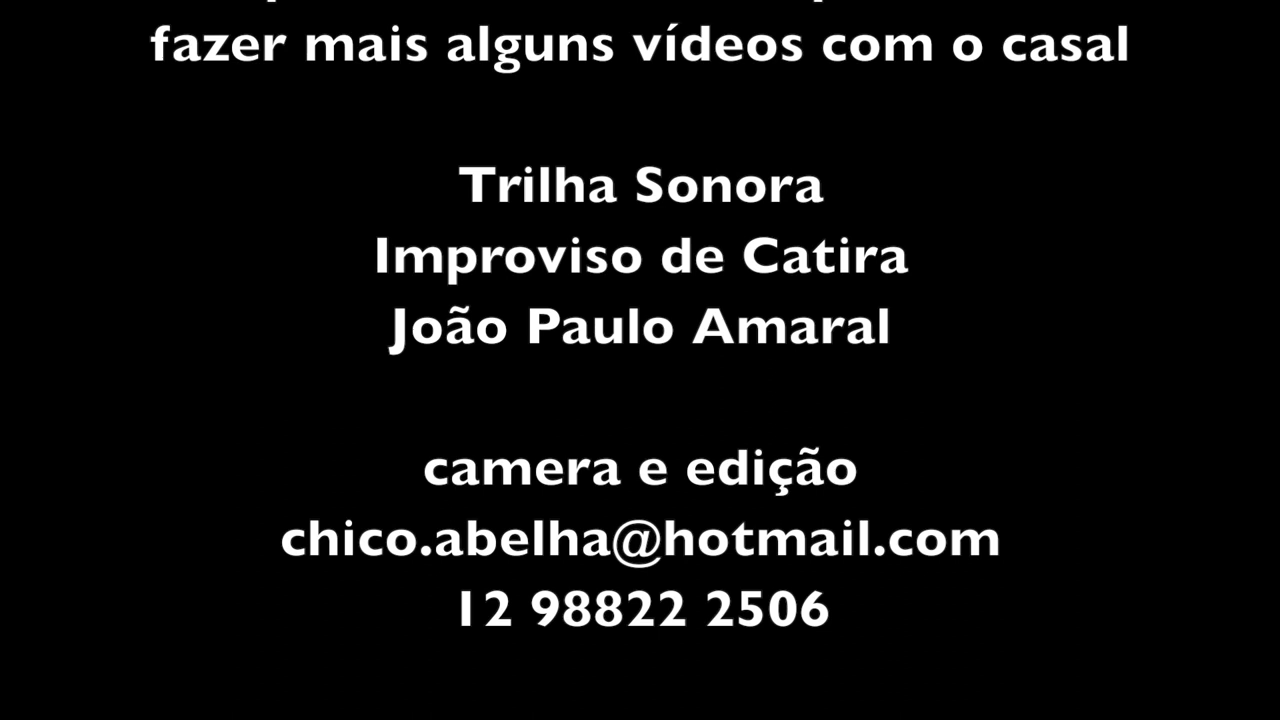 fazer mais alguns vídeos com o casal
Trilha Sonora
Improviso de Catira
João Paulo Amaral
camera e edição
chico.abelha@hotmail.com
12 98822 2506